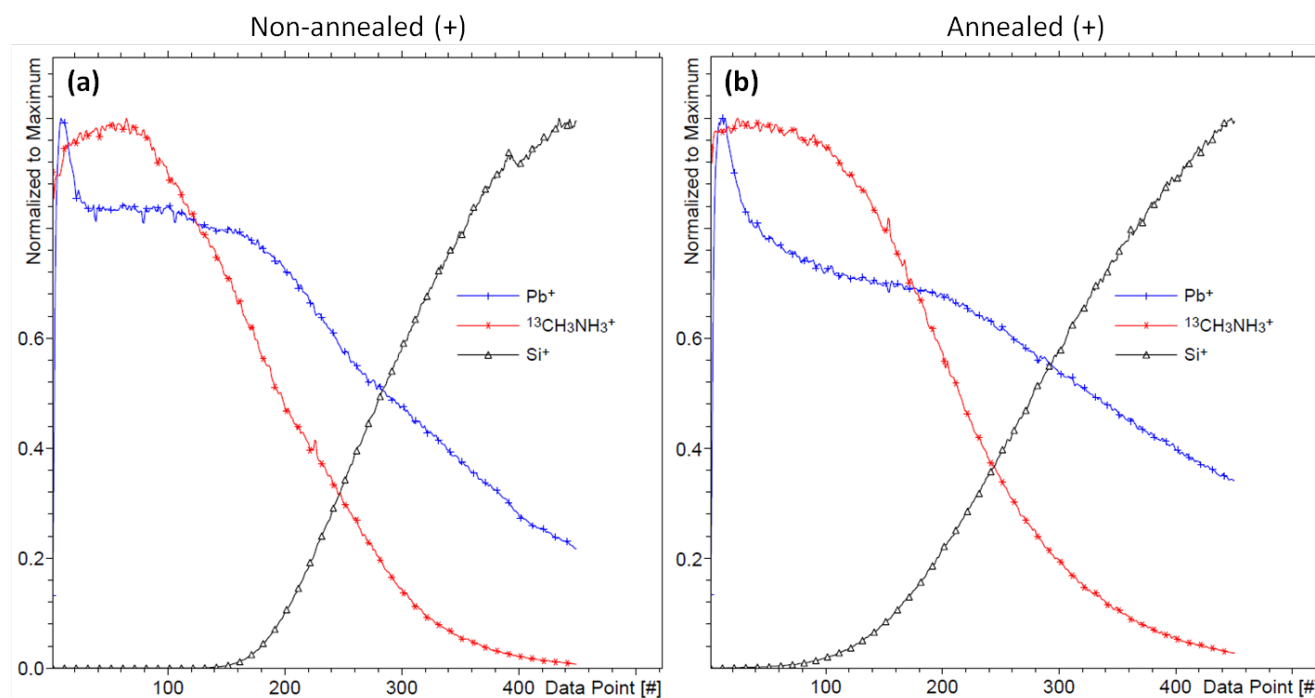 Non-annealed (+)
Annealed (+)
(a)
Normalized to Maximum
0.6
0.4
0.2
0.0
Pb⁺
¹³CH₃NH₃⁺
Si⁺
100
200
300
400
Data Point [#]
(b)
Normalized to Maximum
0.6
0.4
0.2
Pb⁺
¹³CH₃NH₃⁺
Si⁺
100
200
300
400
Data Point [#]